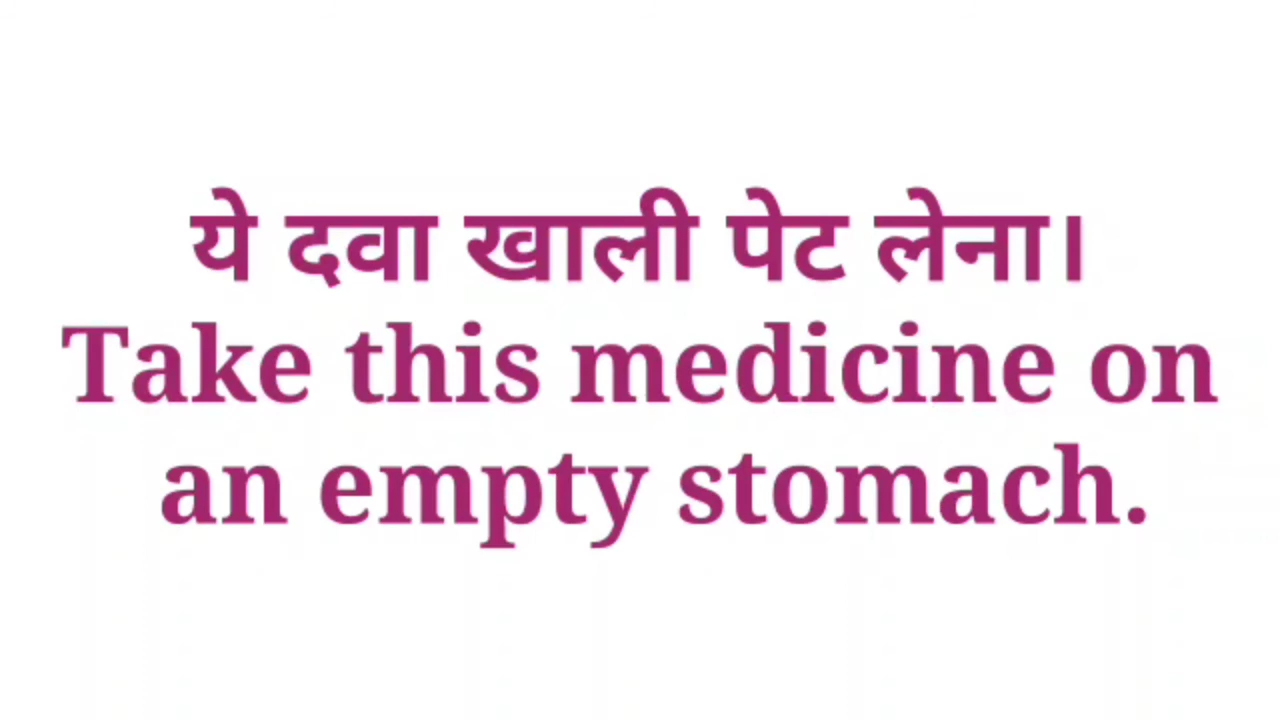 ये दवा खाली पेट लेना।
Take this medicine on
an empty stomach.